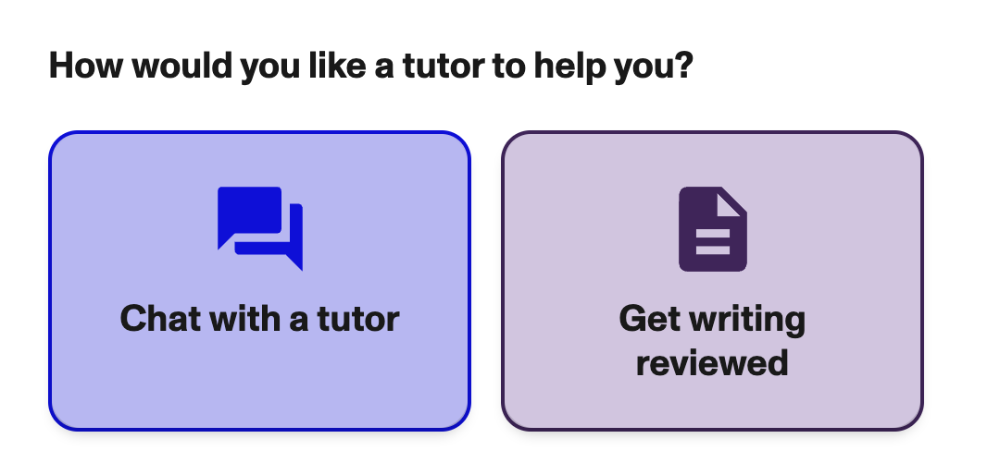 How would you like a tutor to help you?
Chat with a tutor
Get writing
reviewed